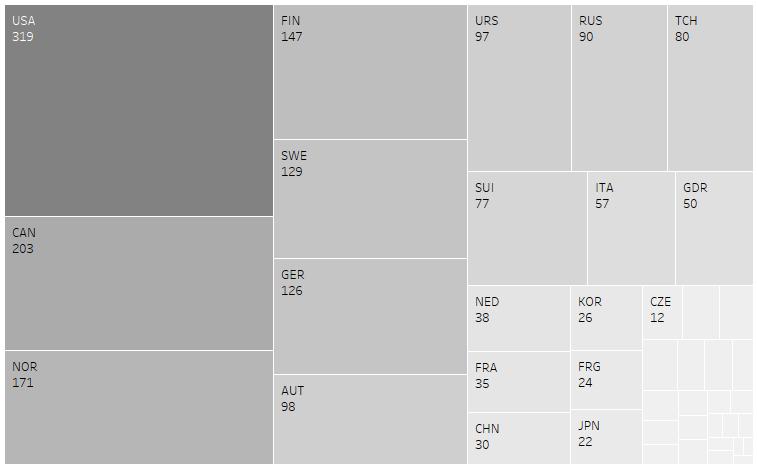 USA
319
CAN
203
NOR
171
FIN
147
SWE
129
GER
126
AUT
98
URS
97
RUS
90
TCH
80
SUI
77
ITA
57
GDR
50
NED
38
FRA
35
CHN
30
KOR
26
FRG
24
JPN
22
CZE
12